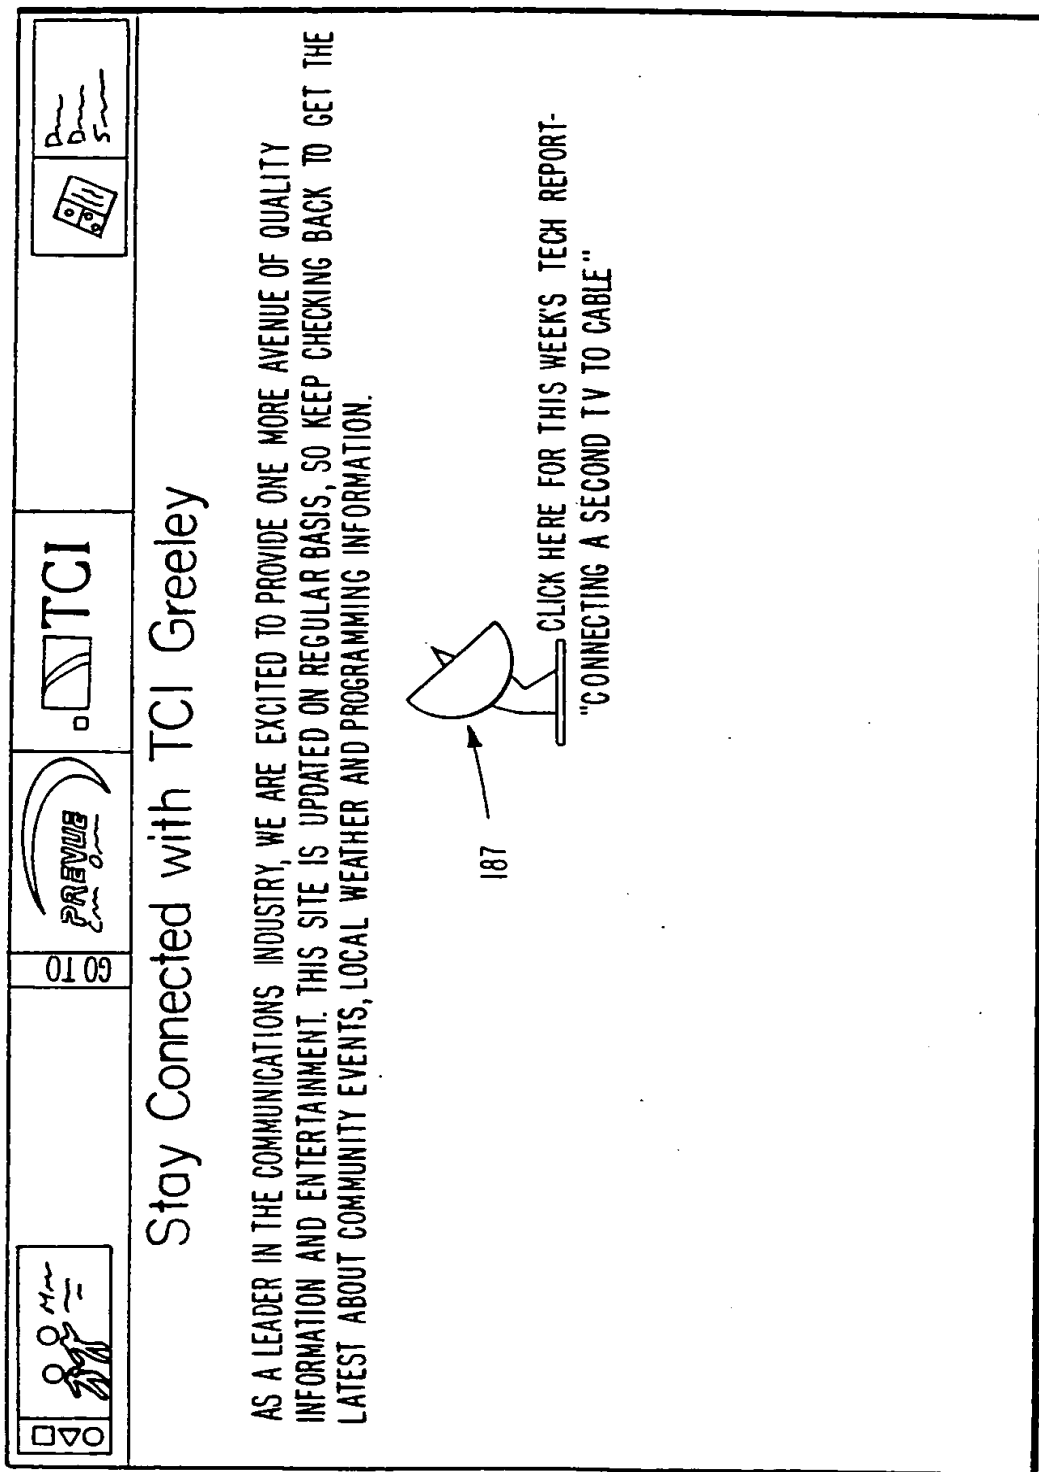 GO TO
PREVUE
TCI
Stay Connected with TCI Greeley
AS A LEADER IN THE COMMUNICATIONS INDUSTRY, WE ARE EXCITED TO PROVIDE ONE MORE AVENUE OF QUALITY
INFORMATION AND ENTERTAINMENT. THIS SITE IS UPDATED ON REGULAR BASIS, SO KEEP CHECKING BACK TO GET THE
LATEST ABOUT COMMUNITY EVENTS, LOCAL WEATHER AND PROGRAMMING INFORMATION.
187
CLICK HERE FOR THIS WEEK'S TECH REPORT-
"CONNECTING A SECOND TV TO CABLE"